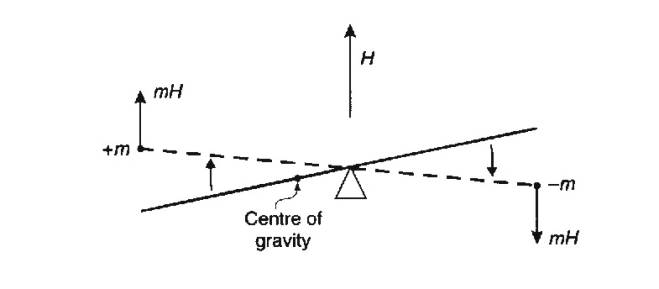 H
mH
+m
–m
Centre of
gravity
mH